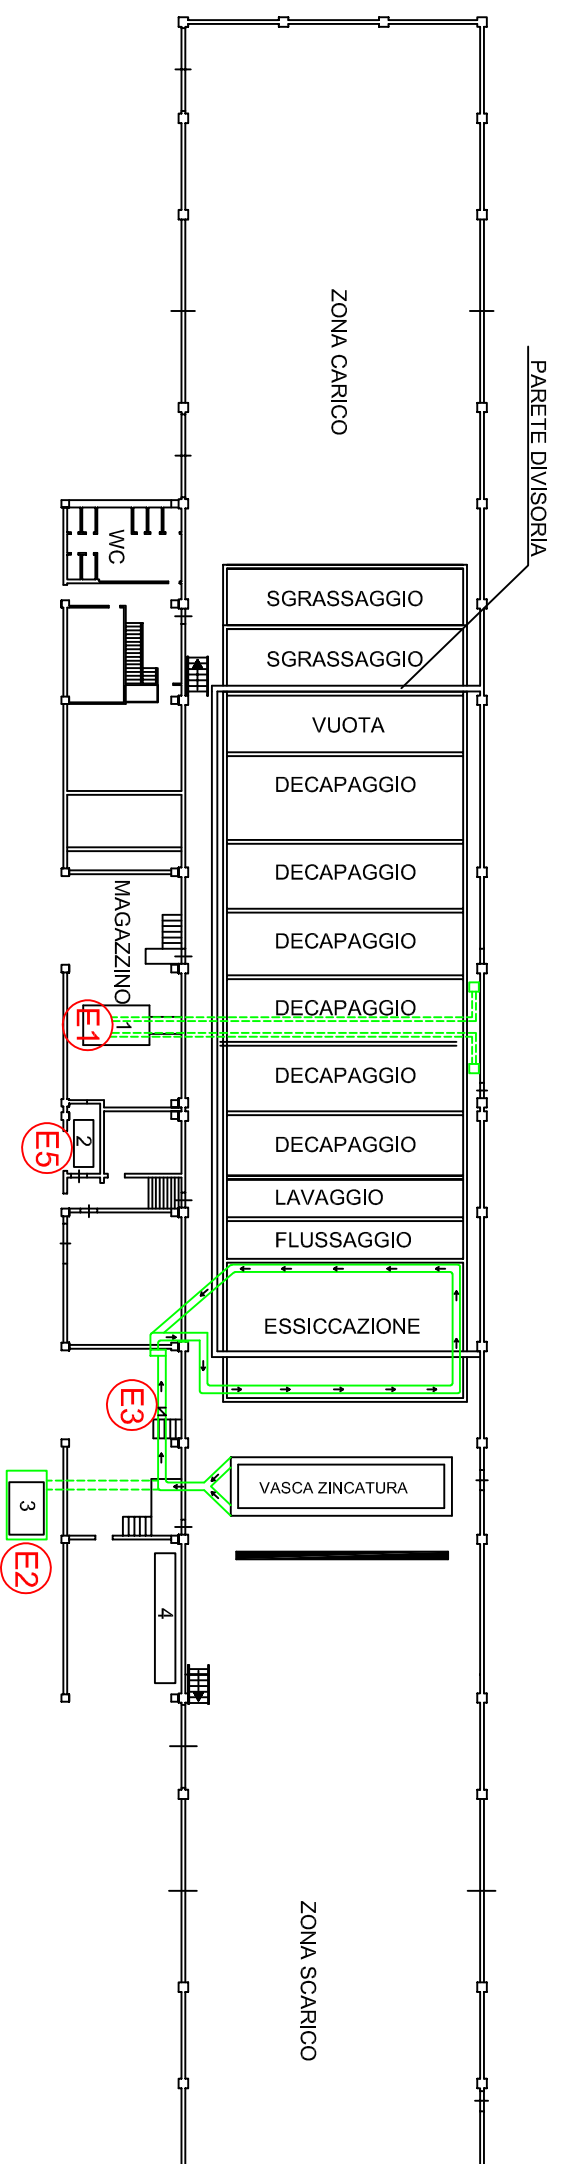 ZONA CARICO
PARETE DIVISORIA
WC
SGRASSAGGIO
SGRASSAGGIO
VUOTA
DECAPAGGIO
DECAPAGGIO
MAGAZZINO
DECAPAGGIO
DECAPAGGIO
1
E1
DECAPAGGIO
2
E5
DECAPAGGIO
LAVAGGIO
FLUSSAGGIO
ESSICCAZIONE
E3
VASCA ZINCATURA
3
E2
4
ZONA SCARICO